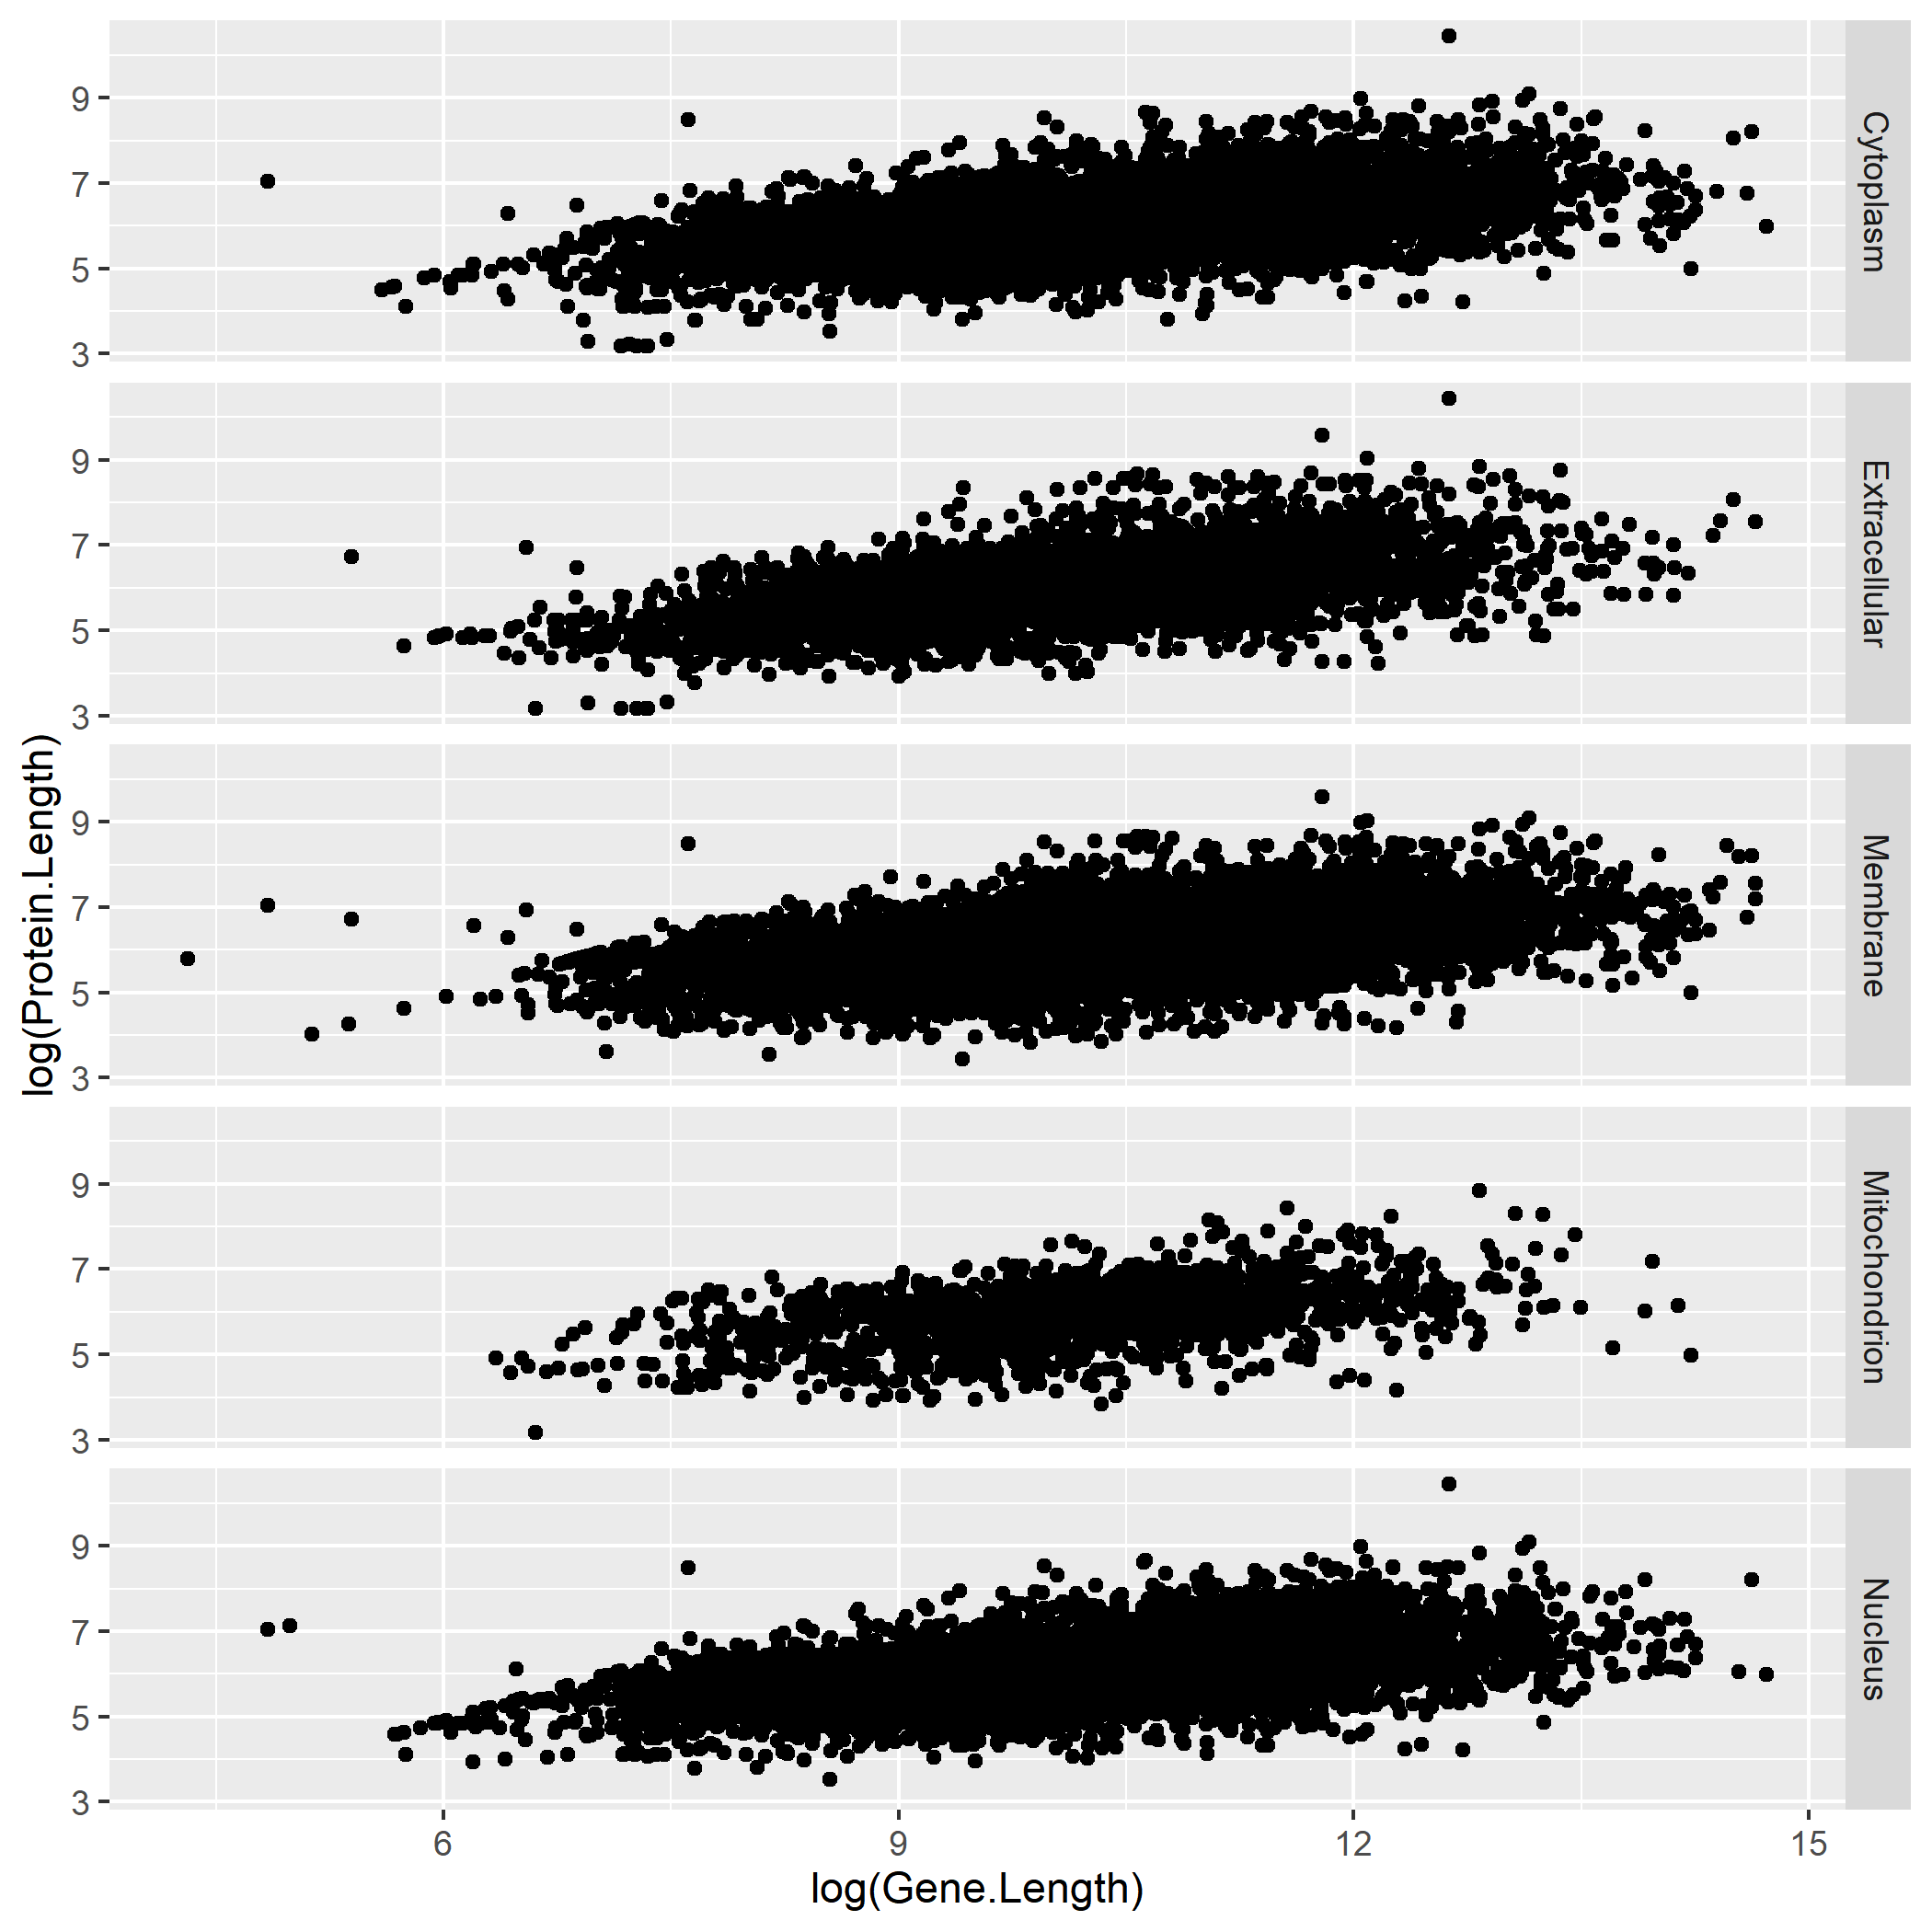 log(Protein.Length)
9
7
5
3
Cytoplasm
9
7
5
3
Extracellular
9
7
5
3
Membrane
9
7
5
3
Mitochondrion
9
7
5
3
Nucleus
6 9 12 15
log(Gene.Length)